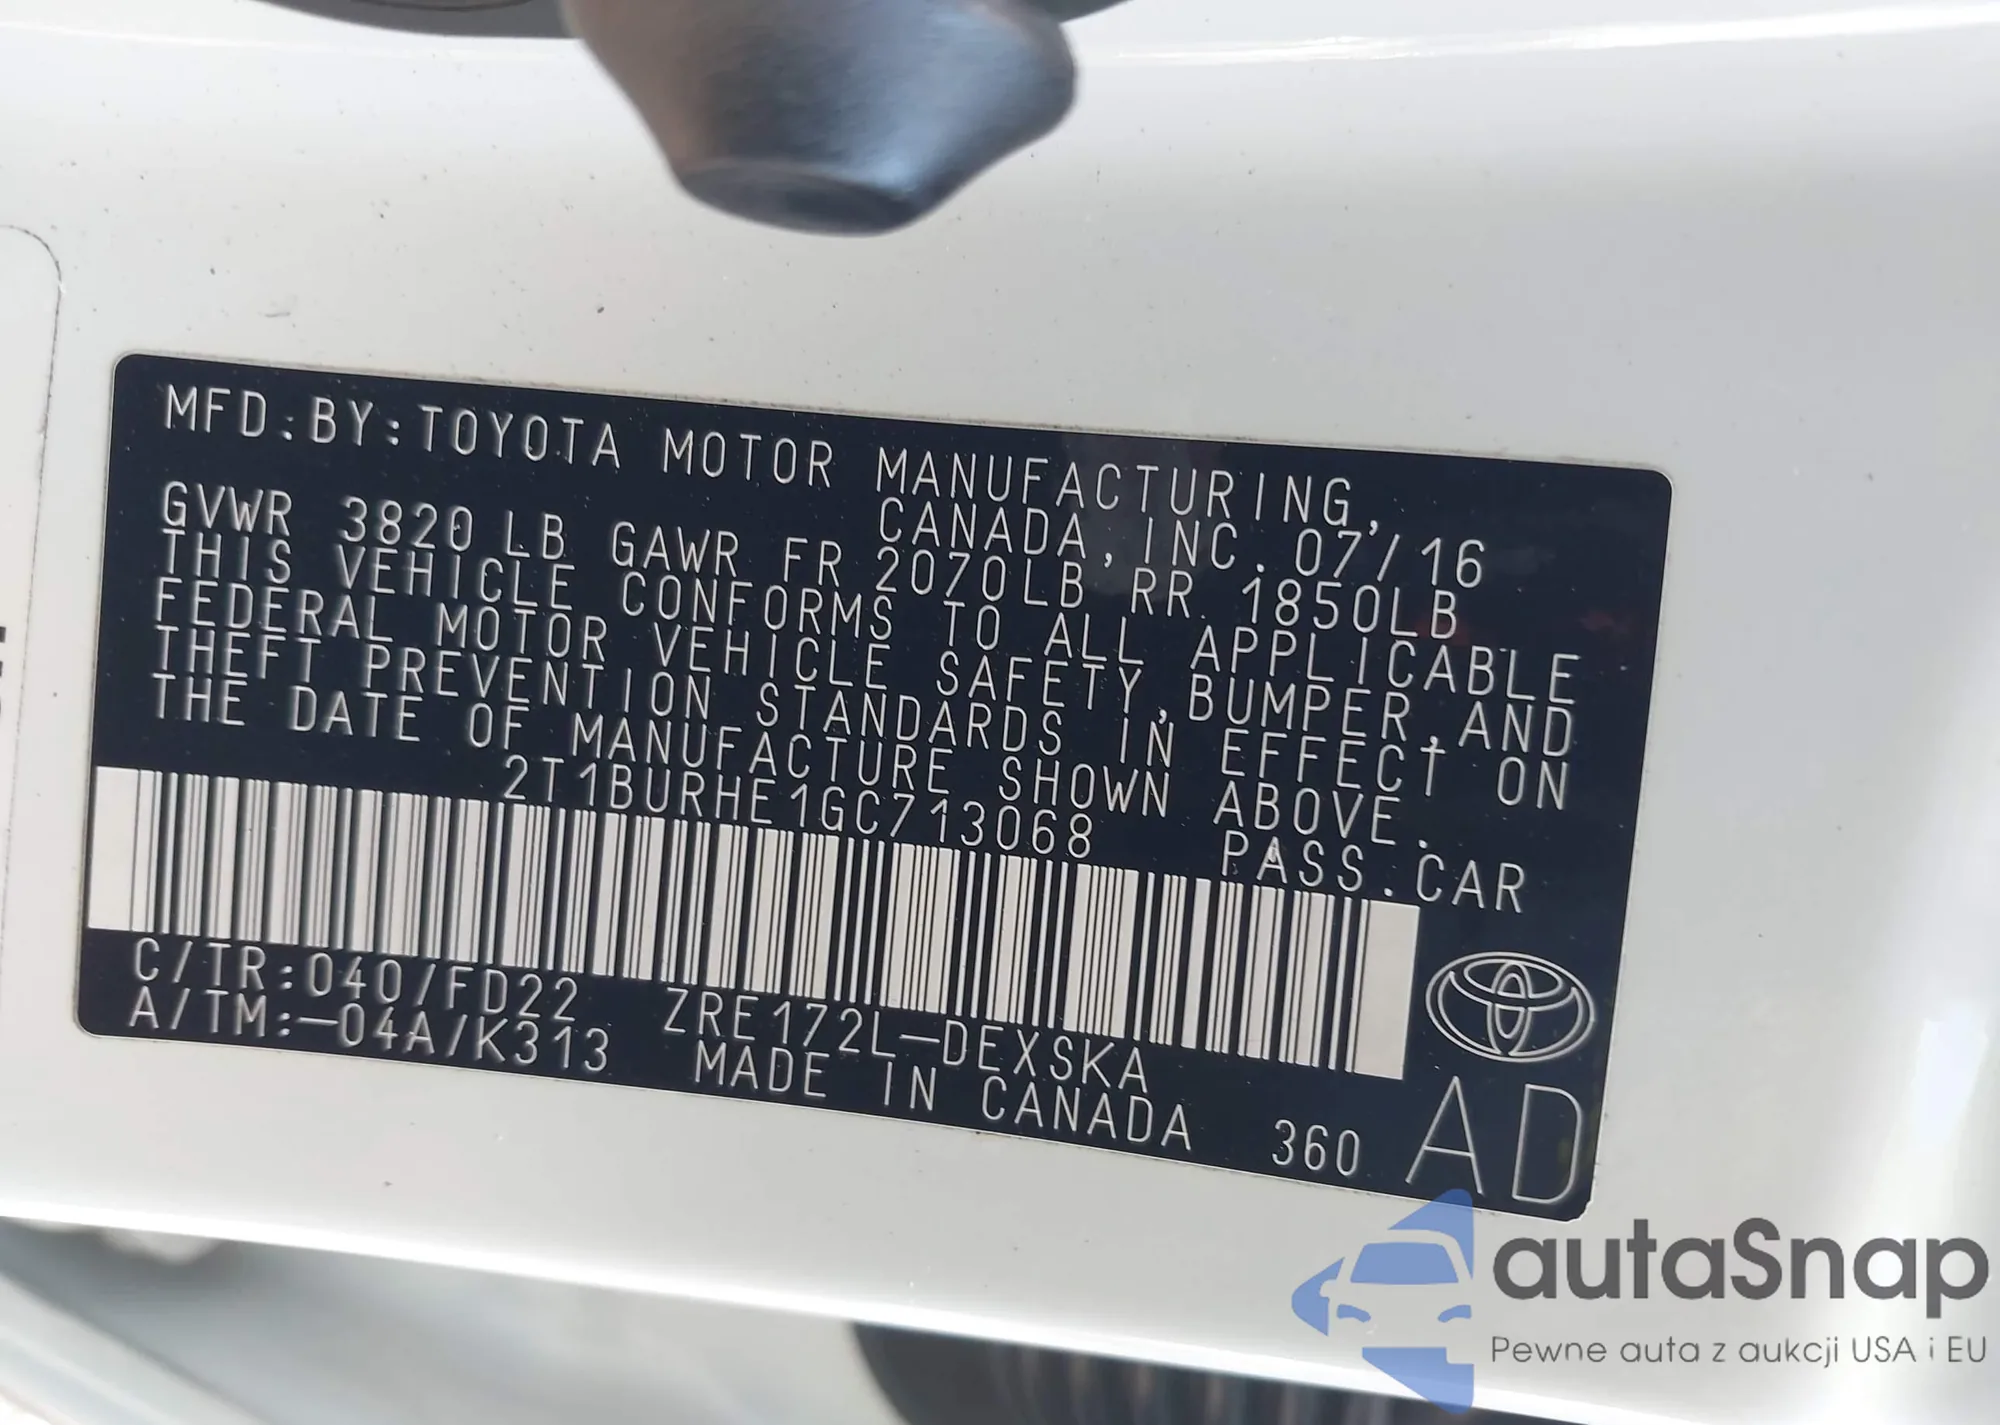 MFD.BY:TOYOTA MOTOR MANUFACTURING,
CANADA,INC. 07/16
GVWR 3820 LB GAWR FR 2070LB RR 1850LB
THIS VEHICLE CONFORMS TO ALL APPLICABLE
FEDERAL MOTOR VEHICLE SAFETY,BUMPER,AND
THEFT PREVENTION STANDARDS IN EFFECT ON
THE DATE OF MANUFACTURE SHOWN ABOVE.
2T1BURHE1GC713068 PASS.CAR
C/TR:040/FD22 ZRE172L-DEXSKA
A/TM:-04A/K313 MADE IN CANADA 360 AD
autaSnap
Pewne auta z aukcji USA i EU